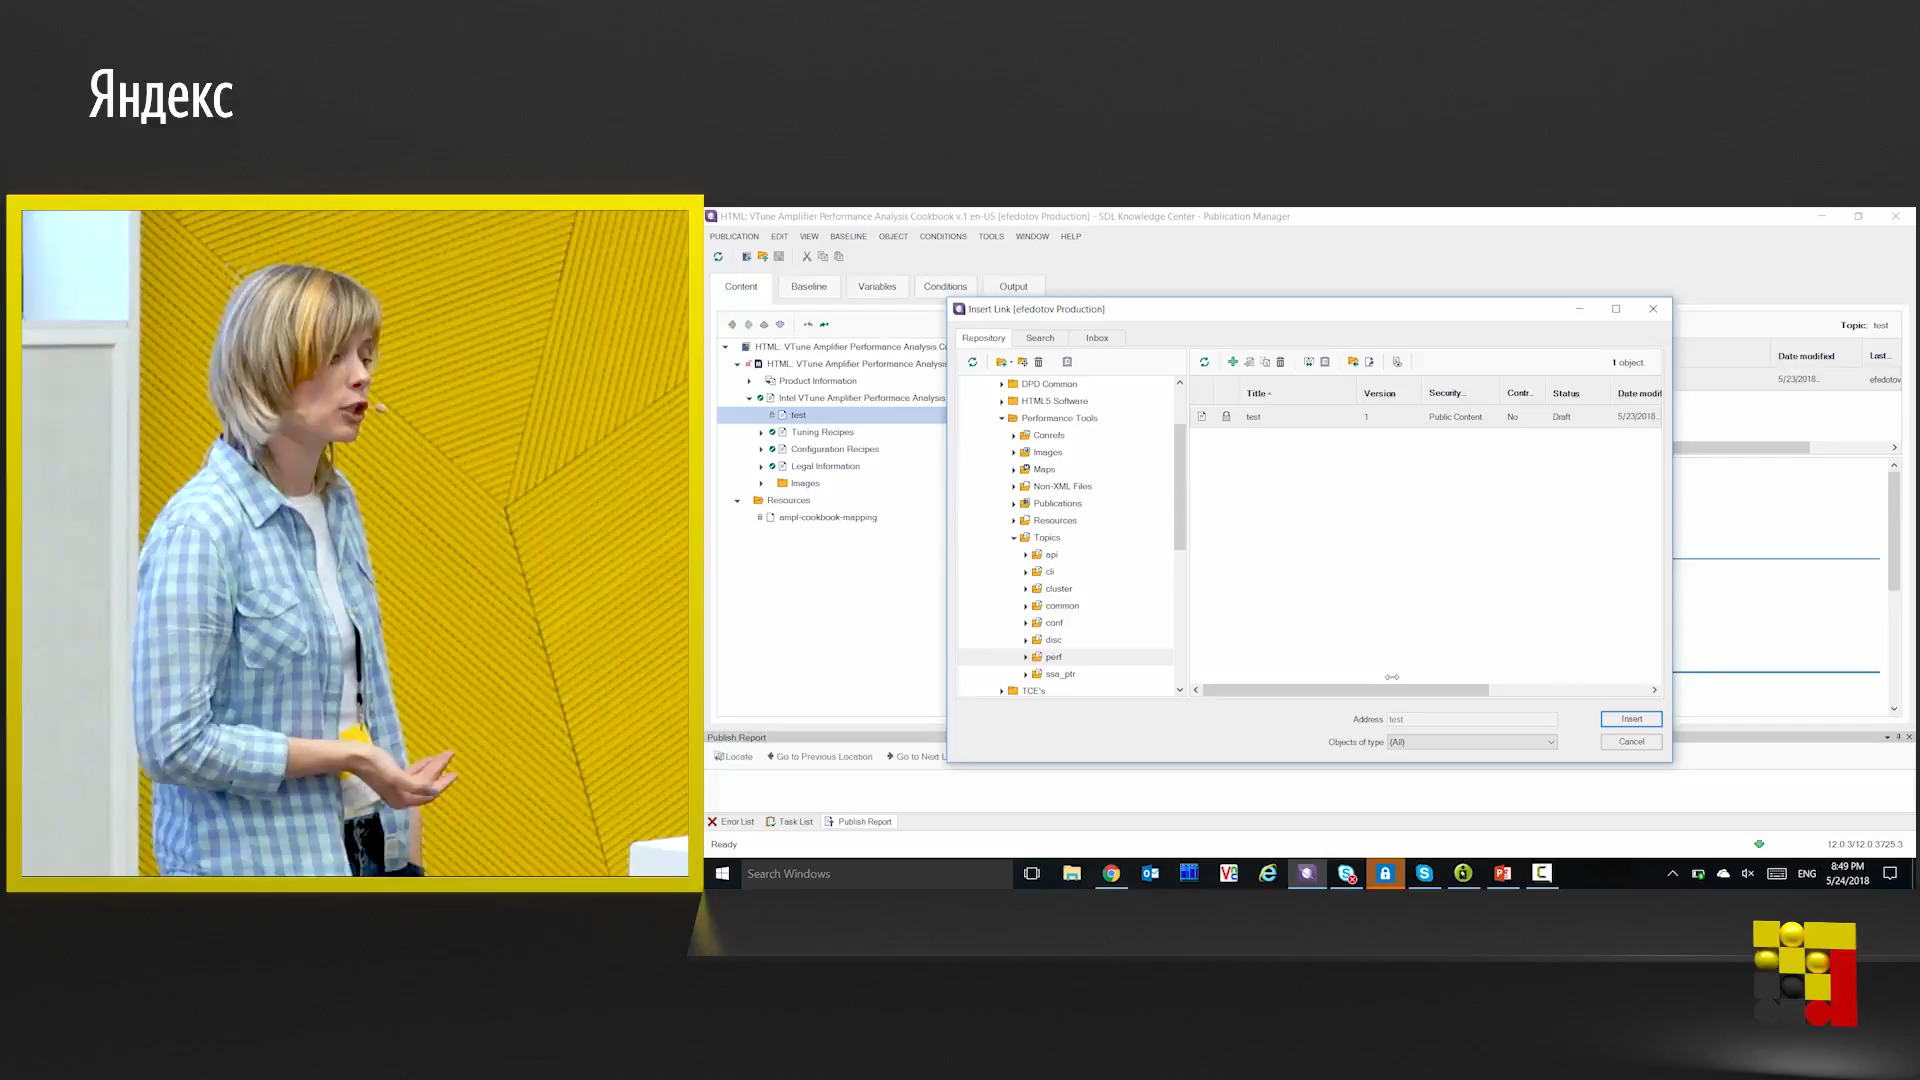 Яндекс
HTML: VTune Amplifier Performance Analysis Cookbook v.1 en-US [efedotov Production] - SDL Knowledge Center - Publication Manager
PUBLICATION EDIT VIEW BASELINE OBJECT CONDITIONS TOOLS WINDOW HELP
Content Baseline Variables Conditions Output
HTML: VTune Amplifier Performance Analysis Co
HTML: VTune Amplifier Performance Analysis
Product Information
Intel VTune Amplifier Performace Analysis
test
Tuning Recipes
Configuration Recipes
Legal Information
Images
Resources
ampl-cookbook-mapping
Insert Link [efedotov Production]
Repository Search Inbox
DPD Common
HTML5 Software
Performance Tools
Conrefs
Images
Maps
Non-XML Files
Publications
Resources
Topics
api
cli
cluster
common
conf
disc
perf
ssa_ptr
TCE's
1 object.
Title Version Security... Contr... Status Date modif
test 1 Public Content No Draft 5/23/2018...
Address test
Insert
Objects of type (All)
Cancel
Topic: test
Date modified Last...
5/23/2018... efedotov
Publish Report
Locate Go to Previous Location Go to Next L
Error List Task List Publish Report
Ready
12.0.3/12.0.3725.3
Search Windows
ENG
8:49 PM
5/24/2018